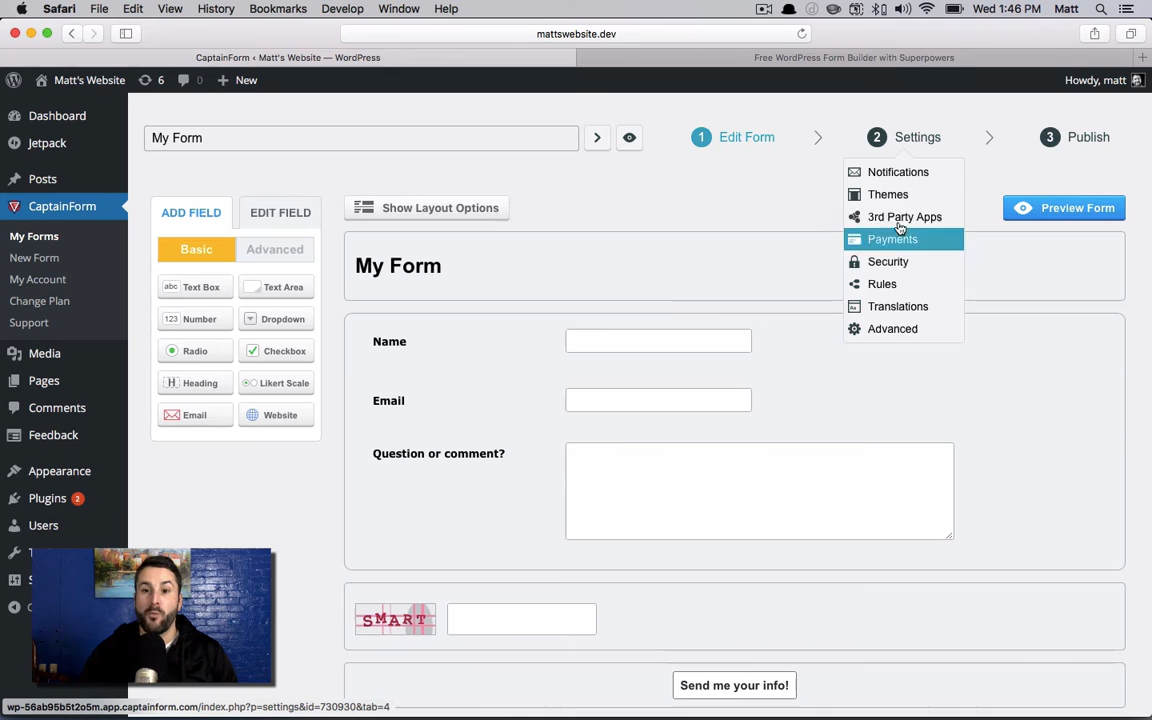 Safari File Edit View History Bookmarks Develop Window Help Wed 1:46 PM Matt
mattswebsite.dev
CaptainForm ‹ Matt's Website — WordPress
Free WordPress Form Builder with Superpowers
Matt's Website 6 0 New Howdy, matt
Dashboard
Jetpack
Posts
CaptainForm
My Forms
New Form
My Account
Change Plan
Support
Media
Pages
Comments
Feedback
Appearance
Plugins 2
Users
My Form
1 Edit Form
2 Settings
3 Publish
Notifications
Themes
3rd Party Apps
Payments
Security
Rules
Translations
Advanced
ADD FIELD EDIT FIELD
Basic Advanced
abc Text Box Text Area
123 Number Dropdown
Radio Checkbox
H Heading Likert Scale
Email Website
Show Layout Options
Preview Form
My Form
Name
Email
Question or comment?
SMART
Send me your info!
wp-56ab95b5t2o5m.app.captainform.com/index.php?p=settings&id=730930&tab=4